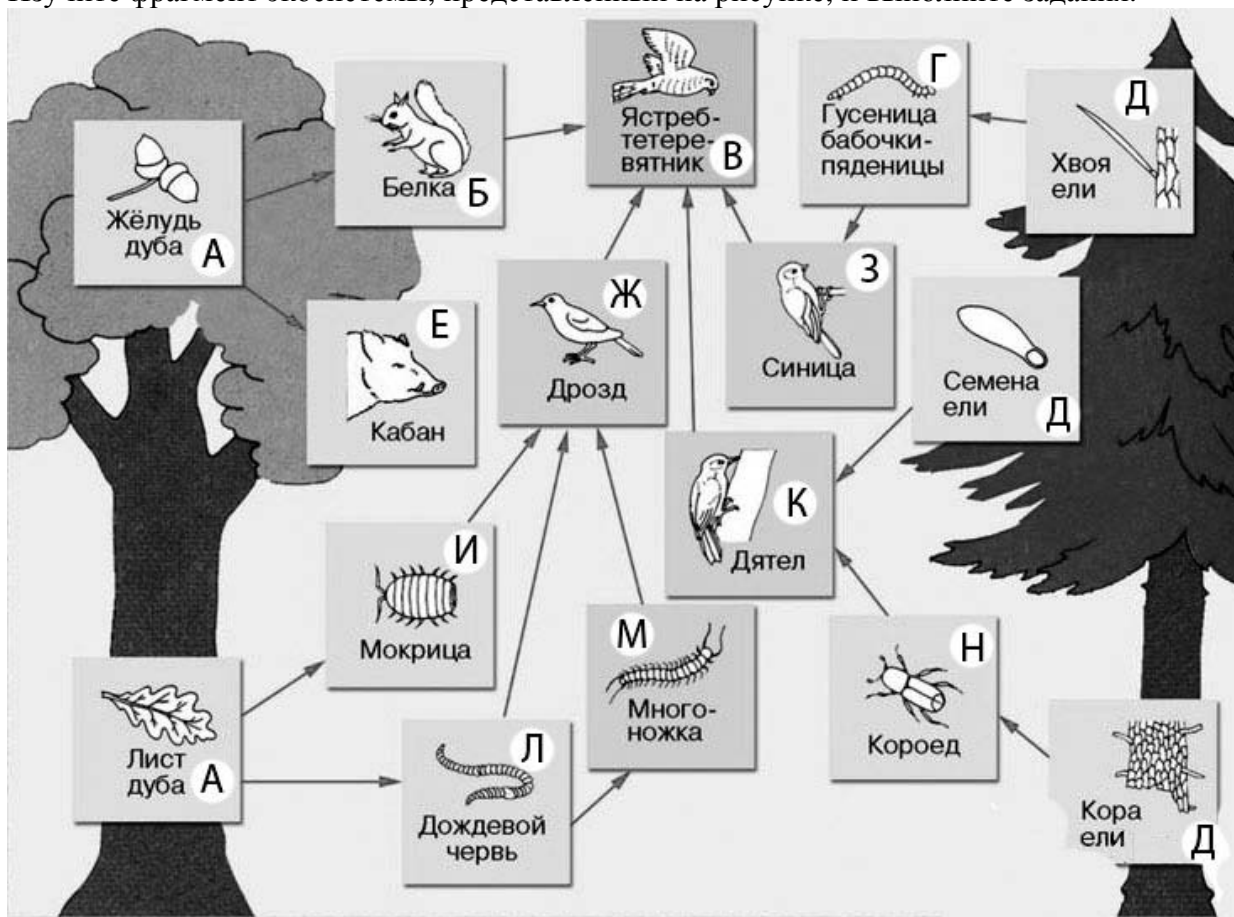 Жёлудь
дуба
А
Белка
Б
Ястреб-
тетере-
вятник
В
Гусеница
бабочки-
пяденицы
Г
Хвоя
ели
Д
Кабан
Е
Дрозд
Ж
Синица
З
Семена
ели
Д
Мокрица
И
Дятел
К
Лист
дуба
А
Дождевой
червь
Л
Много-
ножка
М
Короед
Н
Кора
ели
Д